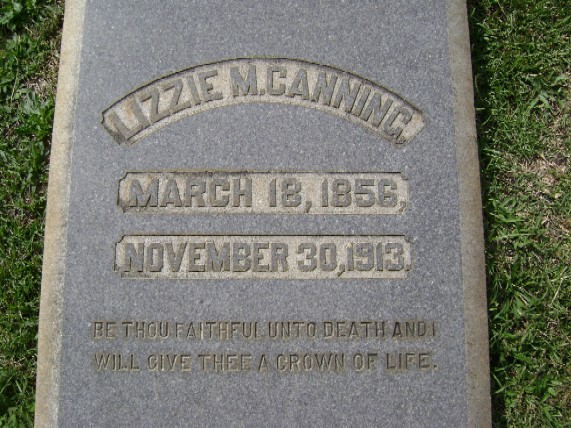 LIZZIE M. CANNING.
MARCH 18, 1856,
NOVEMBER 30, 1913.
BE THOU FAITHFUL UNTO DEATH AND I
WILL GIVE THEE A CROWN OF LIFE.